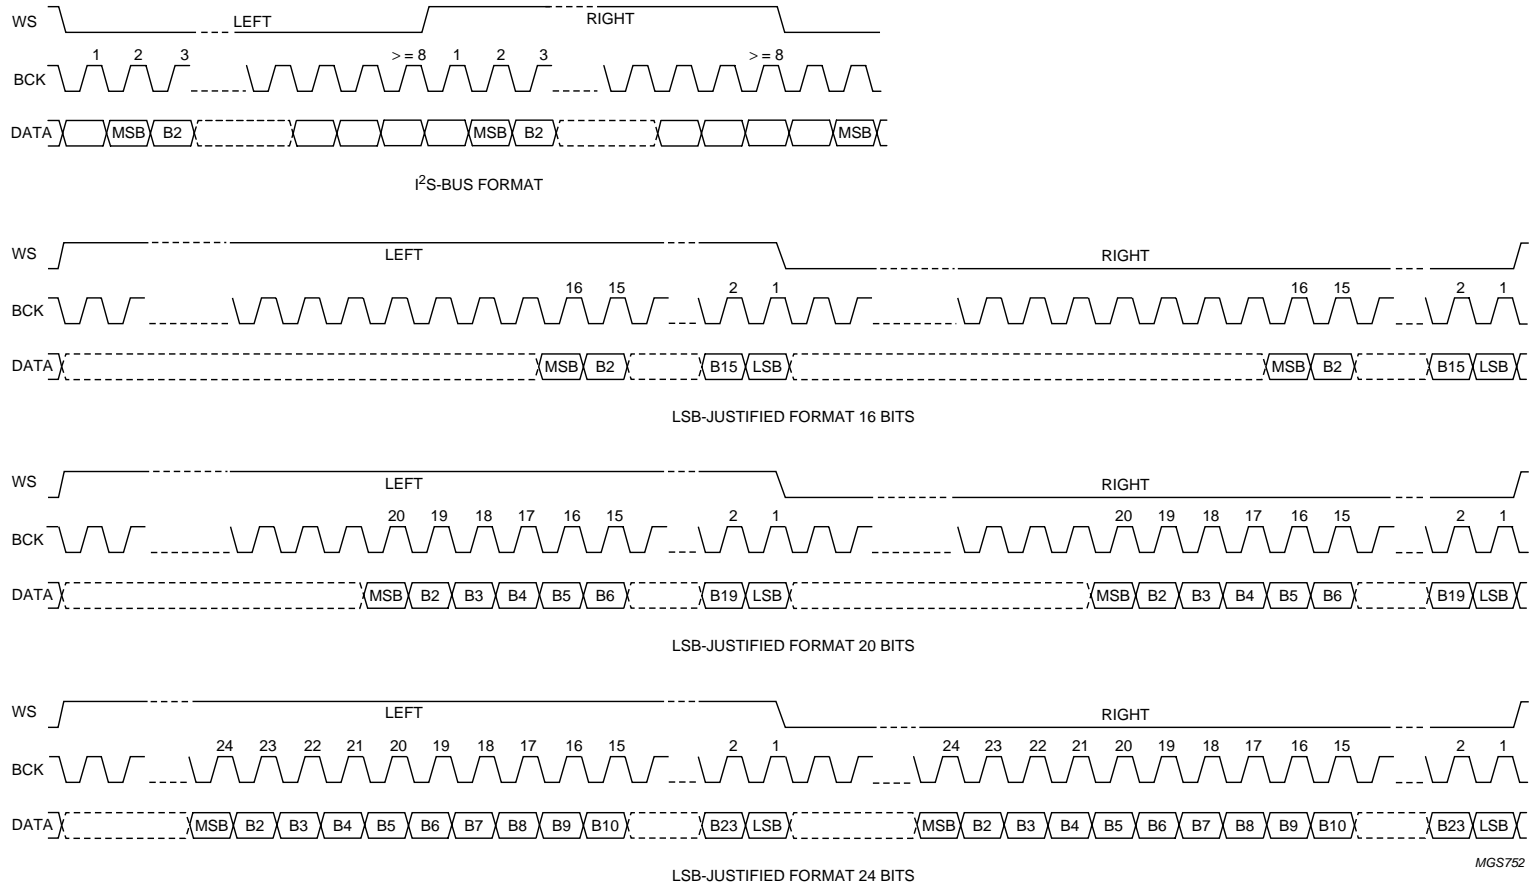 WS LEFT RIGHT
1 2 3 >=8 1 2 3 >=8
BCK
DATA MSB B2 MSB B2 MSB
I²S-BUS FORMAT
WS LEFT RIGHT
16 15 2 1 16 15 2 1
BCK
DATA MSB B2 B15 LSB MSB B2 B15 LSB
LSB-JUSTIFIED FORMAT 16 BITS
WS LEFT RIGHT
20 19 18 17 16 15 2 1 20 19 18 17 16 15 2 1
BCK
DATA MSB B2 B3 B4 B5 B6 B19 LSB MSB B2 B3 B4 B5 B6 B19 LSB
LSB-JUSTIFIED FORMAT 20 BITS
WS LEFT RIGHT
24 23 22 21 20 19 18 17 16 15 2 1 24 23 22 21 20 19 18 17 16 15 2 1
BCK
DATA MSB B2 B3 B4 B5 B6 B7 B8 B9 B10 B23 LSB MSB B2 B3 B4 B5 B6 B7 B8 B9 B10 B23 LSB
MGS752
LSB-JUSTIFIED FORMAT 24 BITS